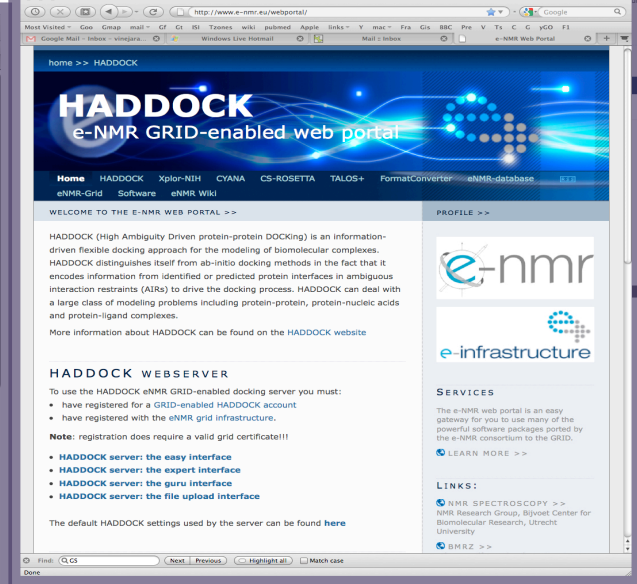 http://www.e-nmr.eu/webportal/
Google
Most Visited Goo Gmap mail Gf Gt ISI Tzones wiki pubmed Apple links Y mac Fra Gis BBC Pre V Ts C G yGO F1
Google Mail - Inbox - vinejara...
Windows Live Hotmail
Mail :: Inbox
e-NMR Web Portal
home >> HADDOCK
HADDOCK
e-NMR GRID-enabled web portal
Home HADDOCK Xplor-NIH CYANA CS-ROSETTA TALOS+ FormatConverter eNMR-database
eNMR-Grid Software eNMR Wiki
WELCOME TO THE E-NMR WEB PORTAL >>
HADDOCK (High Ambiguity Driven protein-protein DOCKing) is an information-
driven flexible docking approach for the modeling of biomolecular complexes.
HADDOCK distinguishes itself from ab-initio docking methods in the fact that it
encodes information from identified or predicted protein interfaces in ambiguous
interaction restraints (AIRs) to drive the docking process. HADDOCK can deal with
a large class of modeling problems including protein-protein, protein-nucleic acids
and protein-ligand complexes.
More information about HADDOCK can be found on the HADDOCK website
HADDOCK WEBSERVER
To use the HADDOCK eNMR GRID-enabled docking server you must:
• have registered for a GRID-enabled HADDOCK account
• have registered with the eNMR grid infrastructure.
Note: registration does require a valid grid certificate!!!
• HADDOCK server: the easy interface
• HADDOCK server: the expert interface
• HADDOCK server: the guru interface
• HADDOCK server: the file upload interface
The default HADDOCK settings used by the server can be found here
PROFILE >>
e-nmr
e-infrastructure
SERVICES
The e-NMR web portal is an easy
gateway for you to use many of the
powerful software packages ported by
the e-NMR consortium to the GRID.
LEARN MORE >>
LINKS:
NMR SPECTROSCOPY >>
NMR Research Group, Bijvoet Center for
Biomolecular Research, Utrecht
University
BMRZ >>
Find: GS Next Previous Highlight all Match case
Done